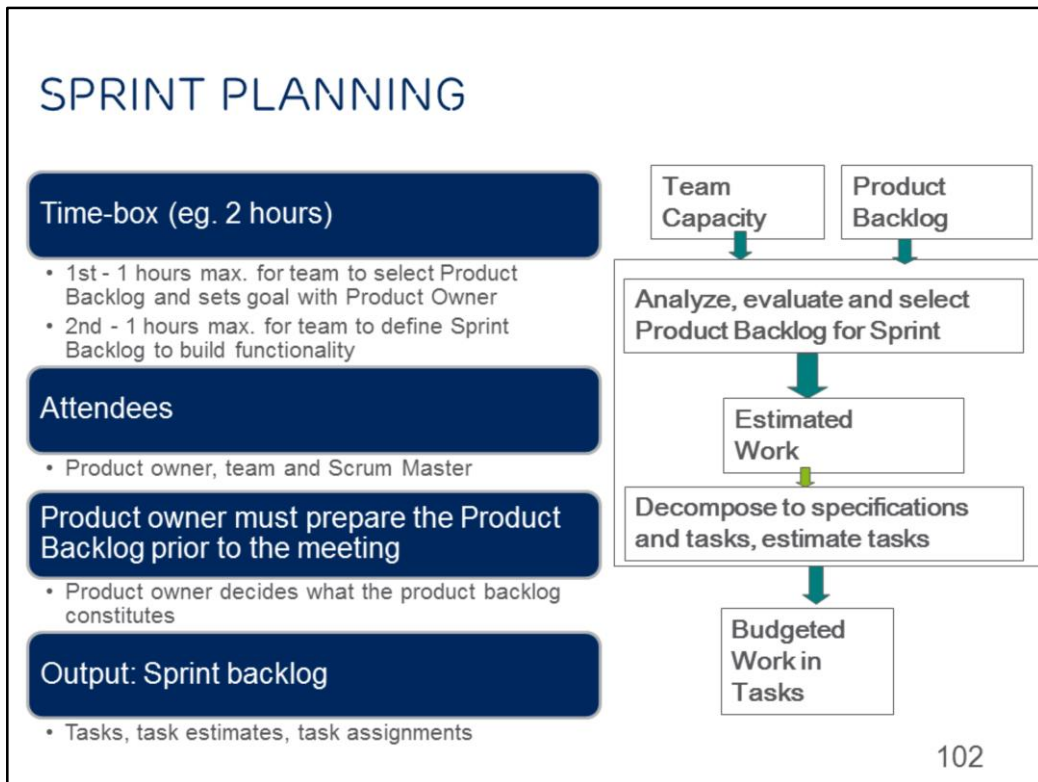 SPRINT PLANNING
Time-box (eg. 2 hours)
• 1st - 1 hours max. for team to select Product
Backlog and sets goal with Product Owner
• 2nd - 1 hours max. for team to define Sprint
Backlog to build functionality
Attendees
• Product owner, team and Scrum Master
Product owner must prepare the Product
Backlog prior to the meeting
• Product owner decides what the product backlog
constitutes
Output: Sprint backlog
• Tasks, task estimates, task assignments
Team
Capacity
Product
Backlog
Analyze, evaluate and select
Product Backlog for Sprint
Estimated
Work
Decompose to specifications
and tasks, estimate tasks
Budgeted
Work in
Tasks
102